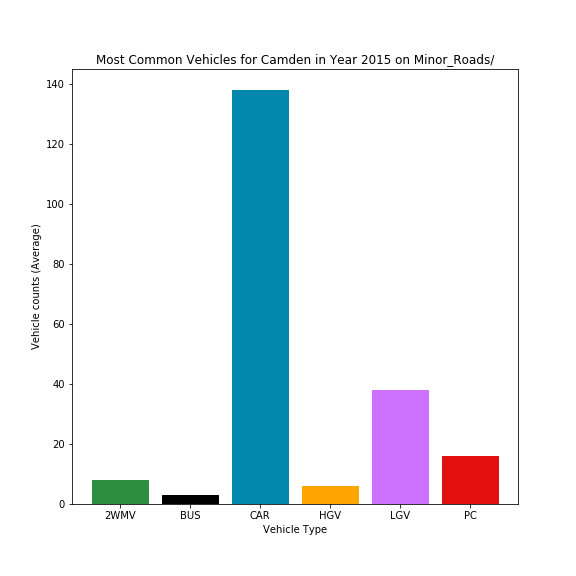 Most Common Vehicles for Camden in Year 2015 on Minor_Roads/
140
120
100
80
60
40
20
0
Vehicle counts (Average)
2WMV BUS CAR HGV LGV PC
Vehicle Type